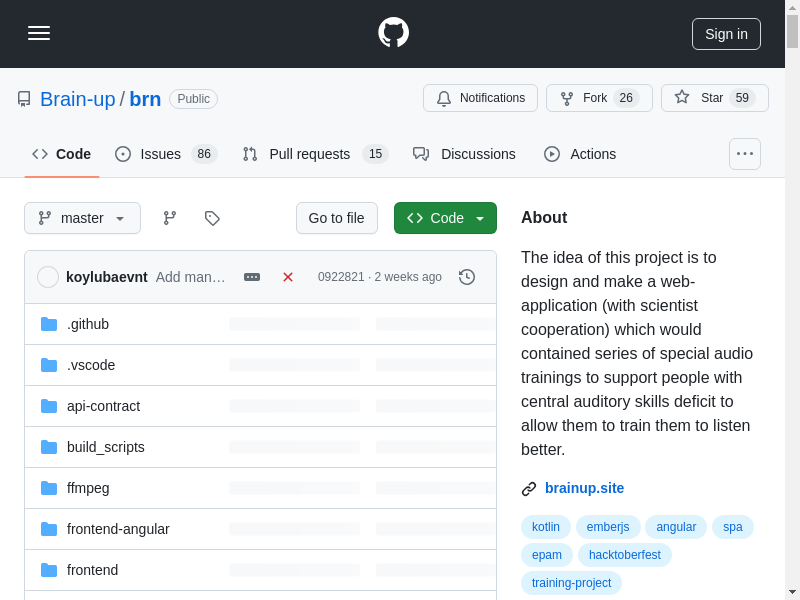 Sign in
Brain-up / brn Public
Notifications Fork 26 Star 59
Code Issues 86 Pull requests 15 Discussions Actions
master Go to file Code
koylubaevnt Add man… 0922821 · 2 weeks ago
.github
.vscode
api-contract
build_scripts
ffmpeg
frontend-angular
frontend
About
The idea of this project is to
design and make a web-
application (with scientist
cooperation) which would
contained series of special audio
trainings to support people with
central auditory skills deficit to
allow them to train them to listen
better.
brainup.site
kotlin emberjs angular spa
epam hacktoberfest
training-project